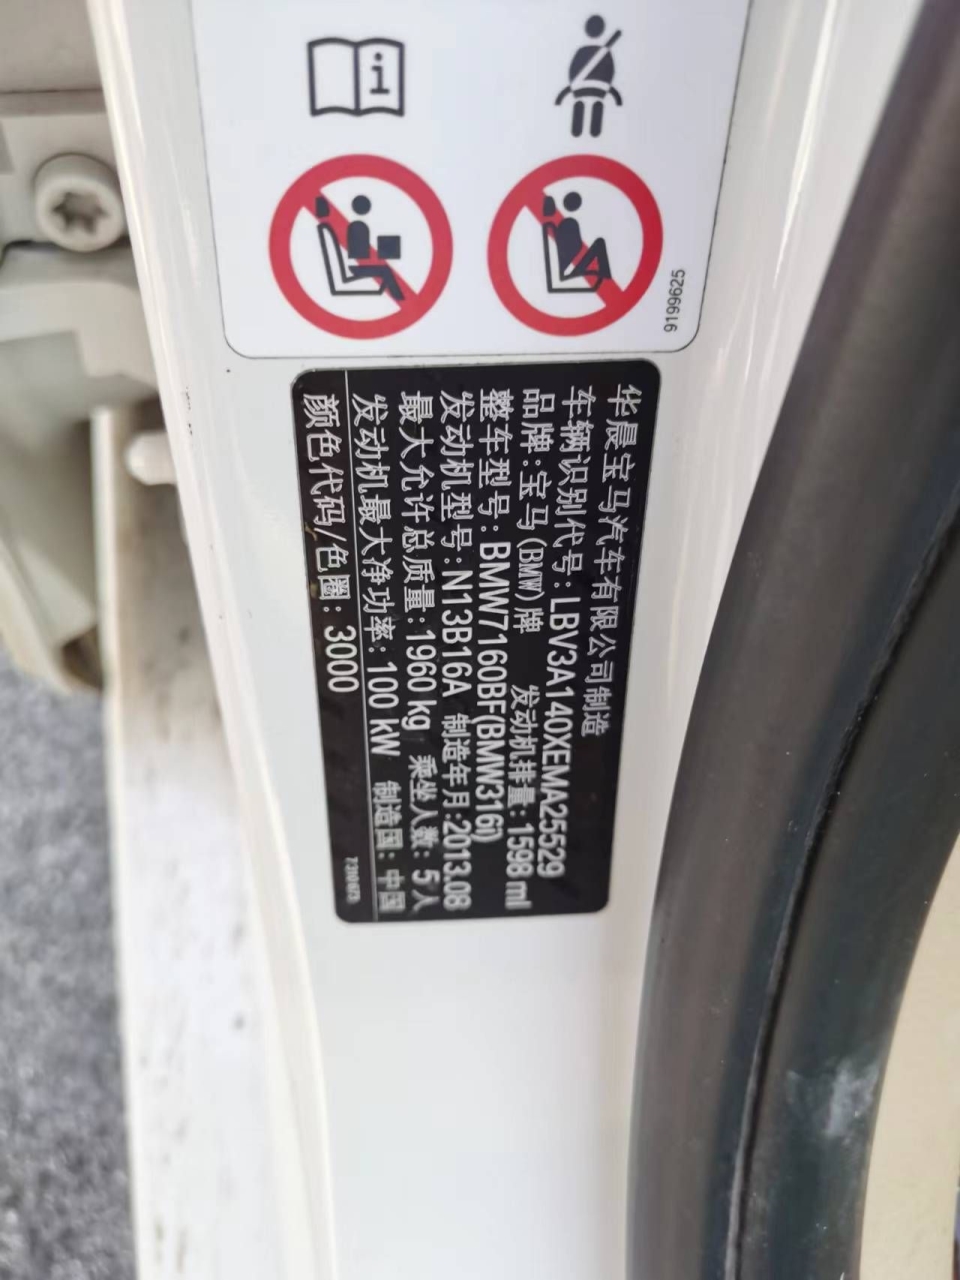 9199625
华晨宝马汽车有限公司制造
车辆识别代号: LBV3A140XEMA25529
品牌:宝马(BMW)牌 发动机排量:1598 ml
整车型号: BMW7160BF(BMW316i)
发动机型号:N13B16A 制造年月:2013.08
最大允许总质量:1960 kg 乘坐人数: 5人
发动机最大净功率: 100 kW 制造国: 中国
颜色代码/色圈: 3000